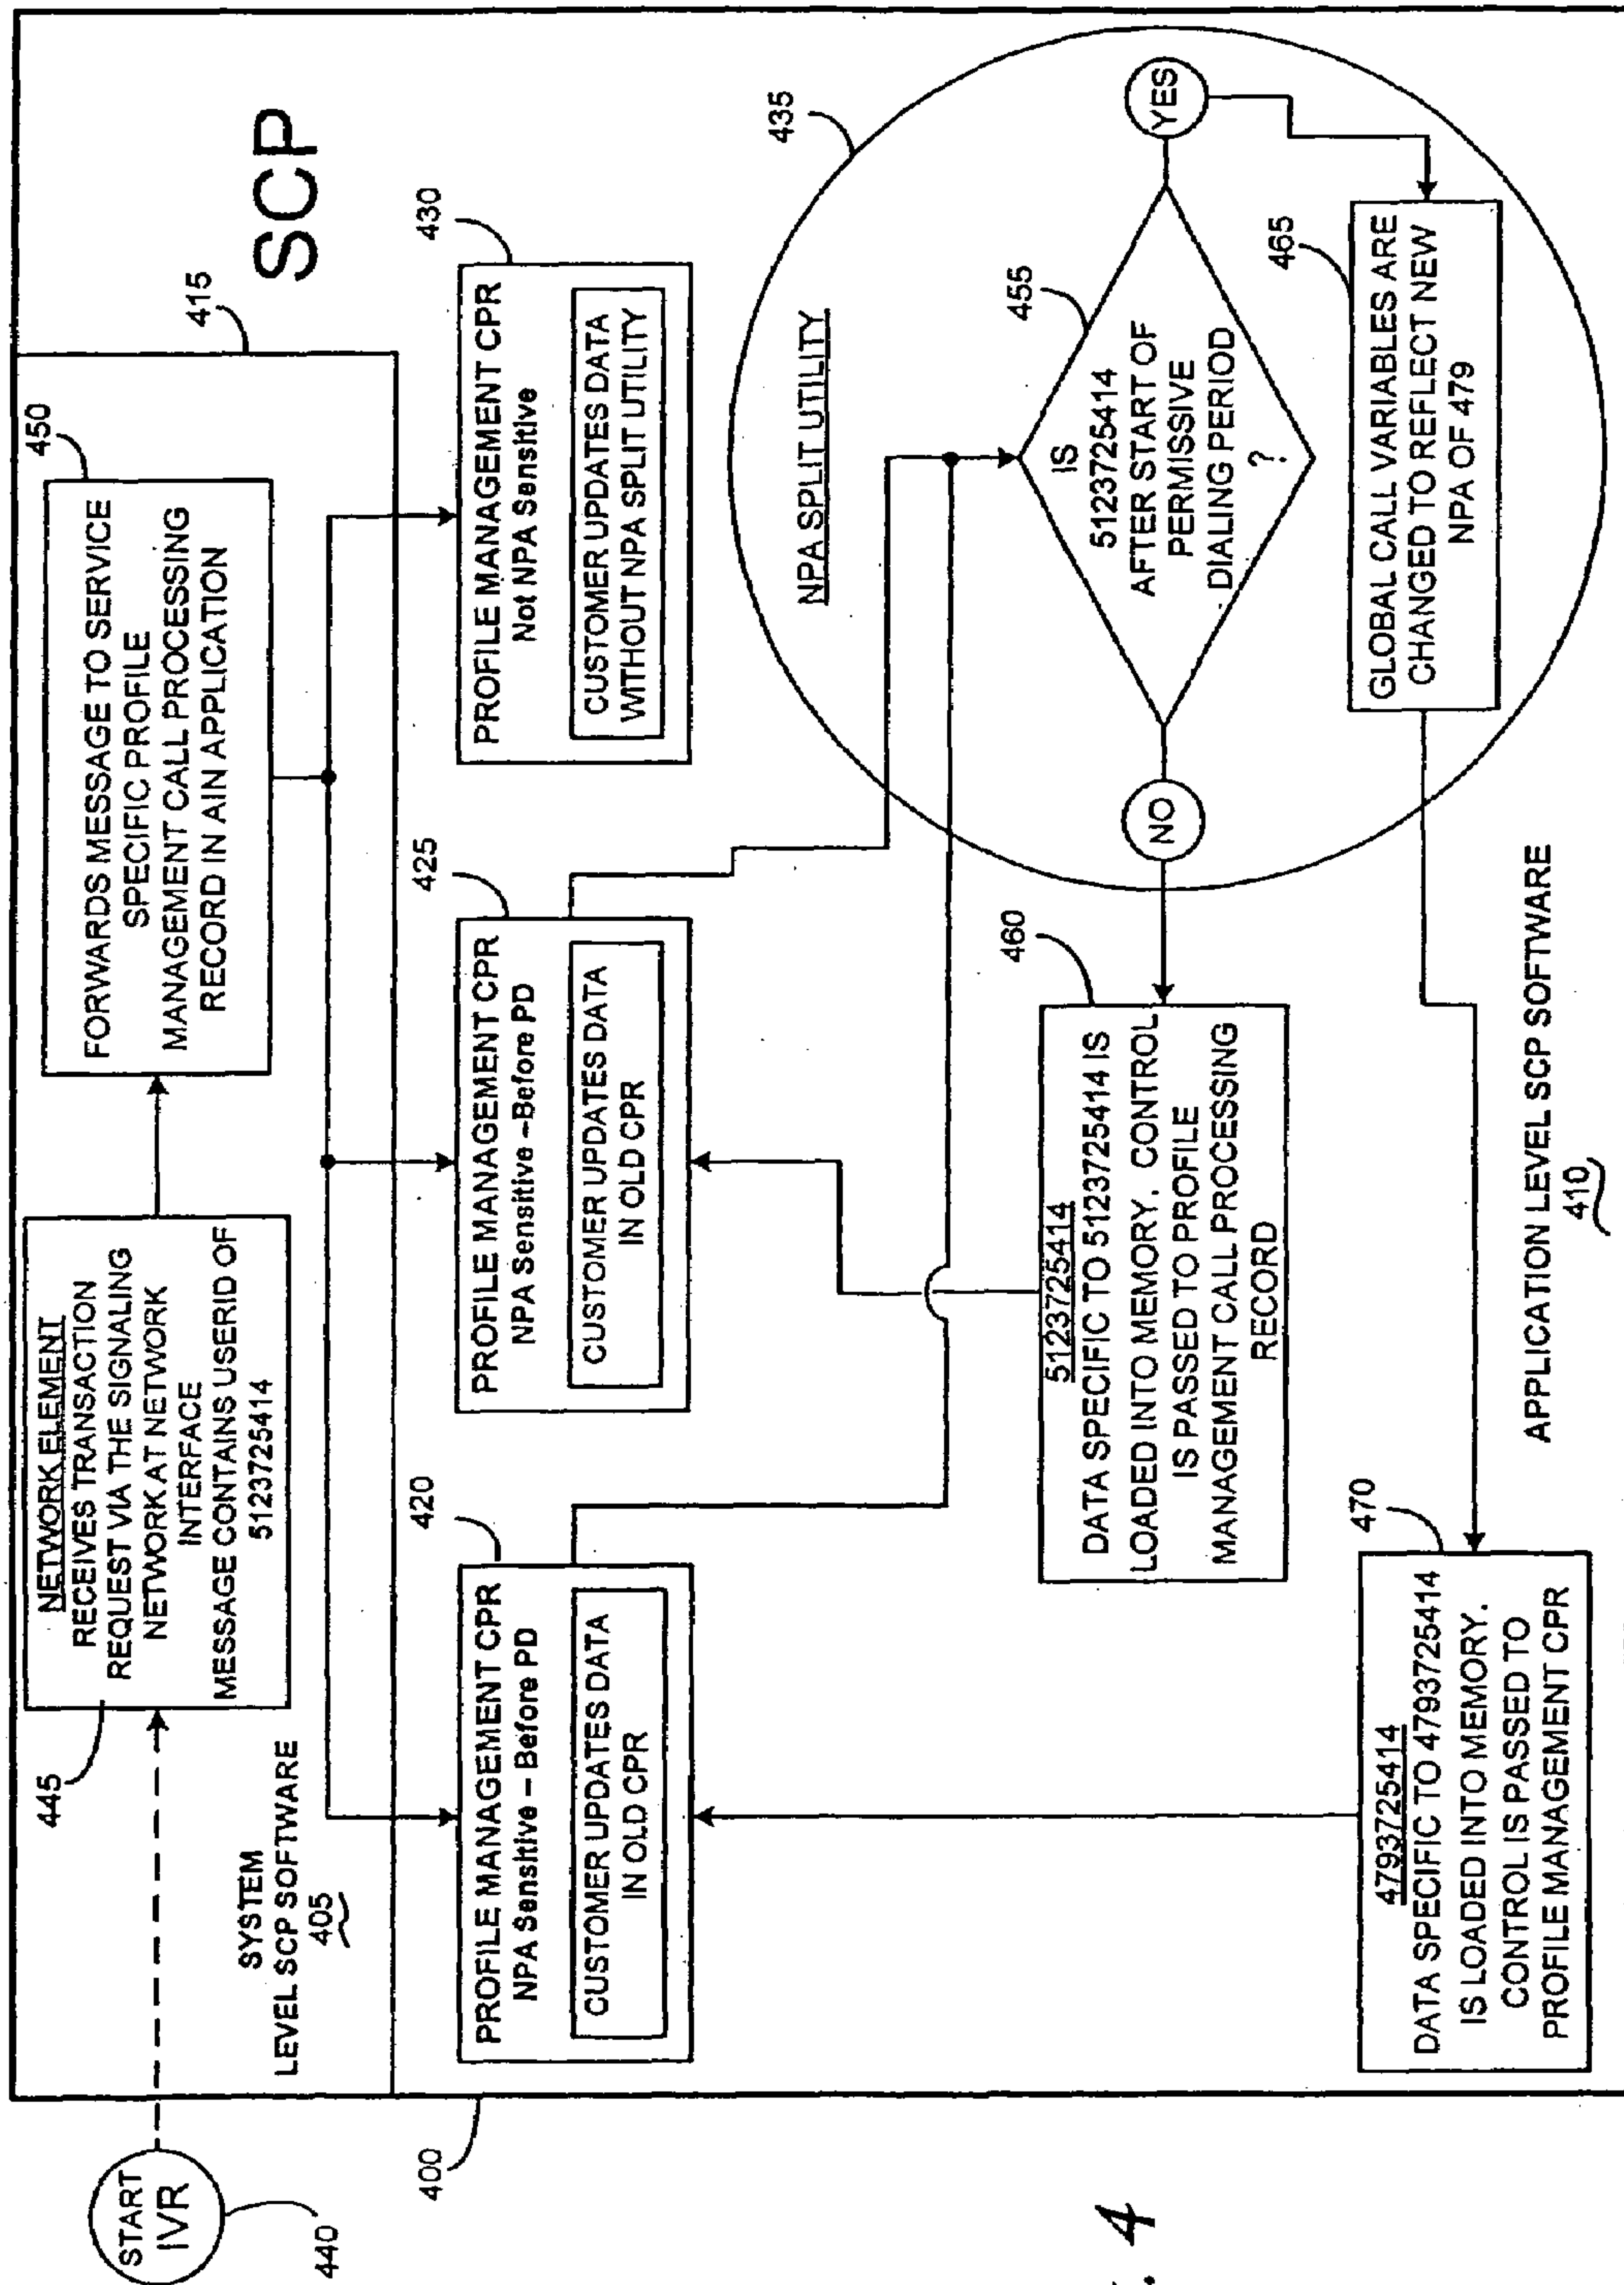 START
IVR
440
400
NETWORK ELEMENT
RECEIVES TRANSACTION
REQUEST VIA THE SIGNALING
NETWORK AT NETWORK
INTERFACE
MESSAGE CONTAINS USERID OF
5123725414
445
SYSTEM
LEVEL SCP SOFTWARE
405
FORWARDS MESSAGE TO SERVICE
SPECIFIC PROFILE
MANAGEMENT CALL PROCESSING
RECORD IN AIN APPLICATION
450
415
SCP
PROFILE MANAGEMENT CPR
NPA Sensitive – Before PD
CUSTOMER UPDATES DATA
IN OLD CPR
420
PROFILE MANAGEMENT CPR
NPA Sensitive –Before PD
CUSTOMER UPDATES DATA
IN OLD CPR
425
PROFILE MANAGEMENT CPR
Not NPA Sensitive
CUSTOMER UPDATES DATA
WITHOUT NPA SPLIT UTILITY
430
NPA SPLIT UTILITY
435
IS
5123725414
AFTER START OF
PERMISSIVE
DIALING PERIOD
?
455
NO
YES
5123725414
DATA SPECIFIC TO 5123725414 IS
LOADED INTO MEMORY. CONTROL
IS PASSED TO PROFILE
MANAGEMENT CALL PROCESSING
RECORD
460
GLOBAL CALL VARIABLES ARE
CHANGED TO REFLECT NEW
NPA OF 479
465
4793725414
DATA SPECIFIC TO 4793725414
IS LOADED INTO MEMORY.
CONTROL IS PASSED TO
PROFILE MANAGEMENT CPR
470
APPLICATION LEVEL SCP SOFTWARE
410
4